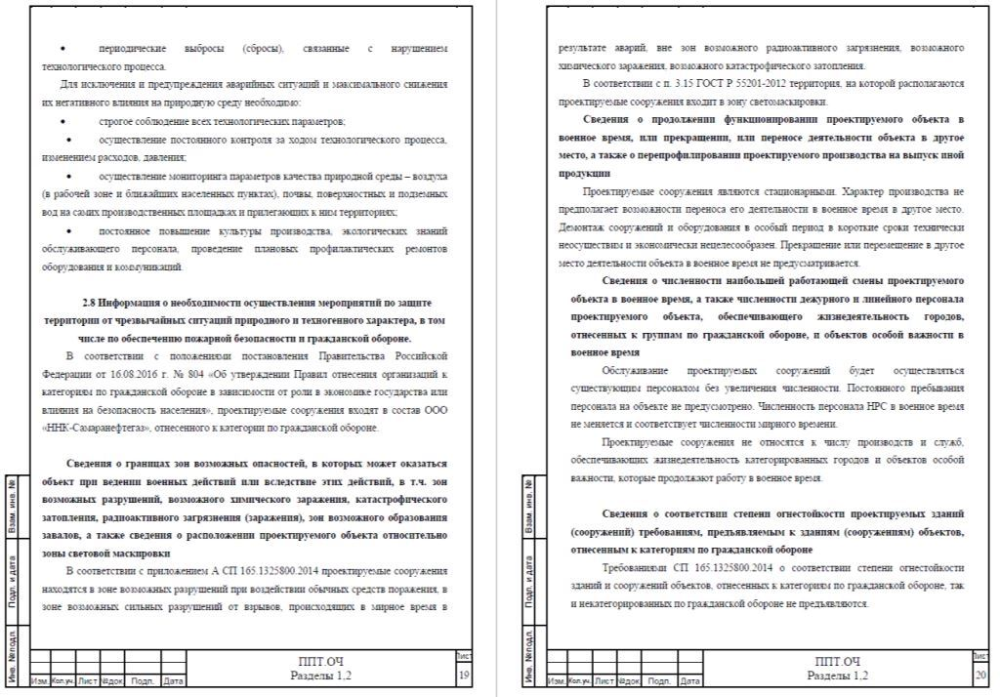 • периодические выбросы (сбросы), связанные с нарушением
технологического процесса.
Для исключения и предупреждения аварийных ситуаций и максимального снижения
их негативного влияния на природную среду необходимо:
• строгое соблюдение всех технологических параметров;
• осуществление постоянного контроля за ходом технологического процесса,
изменением расходов, давления;
• осуществление мониторинга параметров качества природной среды – воздуха
(в рабочей зоне и ближайших населенных пунктах), почвы, поверхностных и подземных
вод на самих производственных площадках и прилегающих к ним территориях;
• постоянное повышение культуры производства, экологических знаний
обслуживающего персонала, проведение плановых профилактических ремонтов
оборудования и коммуникаций.
2.8 Информация о необходимости осуществления мероприятий по защите
территории от чрезвычайных ситуаций природного и техногенного характера, в том
числе по обеспечению пожарной безопасности и гражданской обороне.
В соответствии с положениями постановления Правительства Российской
Федерации от 16.08.2016 г. № 804 «Об утверждении Правил отнесения организаций к
категориям по гражданской обороне в зависимости от роли в экономике государства или
влияния на безопасность населения», проектируемые сооружения входят в состав ООО
«ННК-Самаранефтегаз», отнесенного к категории по гражданской обороне.
Сведения о границах зон возможных опасностей, в которых может оказаться
объект при ведении военных действий или вследствие этих действий, в т.ч. зон
возможных разрушений, возможного химического заражения, катастрофического
затопления, радиоактивного загрязнения (заражения), зон возможного образования
завалов, а также сведения о расположении проектируемого объекта относительно
зоны световой маскировки
В соответствии с приложением А СП 165.1325800.2014 проектируемые сооружения
находятся в зоне возможных разрушений при воздействии обычных средств поражения, в
зоне возможных сильных разрушений от взрывов, происходящих в мирное время в
Взам. инв. №
Подп. и дата
Инв. №подл.
Изм. Кол.уч. Лист №док Подп. Дата
ППТ.ОЧ
Разделы 1,2
Лист
19
результате аварий, вне зон возможного радиоактивного загрязнения, возможного
химического заражения, возможного катастрофического затопления.
В соответствии с п. 3.15 ГОСТ Р 55201-2012 территория, на которой располагаются
проектируемые сооружения входит в зону светомаскировки.
Сведения о продолжении функционировании проектируемого объекта в
военное время, или прекращении, или переносе деятельности объекта в другое
место, а также о перепрофилировании проектируемого производства на выпуск иной
продукции
Проектируемые сооружения являются стационарными. Характер производства не
предполагает возможности переноса его деятельности в военное время в другое место.
Демонтаж сооружений и оборудования в особый период в короткие сроки технически
неосуществим и экономически нецелесообразен. Прекращение или перемещение в другое
место деятельности объекта в военное время не предусматривается.
Сведения о численности наибольшей работающей смены проектируемого
объекта в военное время, а также численности дежурного и линейного персонала
проектируемого объекта, обеспечивающего жизнедеятельность городов,
отнесенных к группам по гражданской обороне, и объектов особой важности в
военное время
Обслуживание проектируемых сооружений будет осуществляться
существующим персоналом без увеличения численности. Постоянного пребывания
персонала на объекте не предусмотрено. Численность персонала НРС в военное время
не меняется и соответствует численности мирного времени.
Проектируемые сооружения не относятся к числу производств и служб,
обеспечивающих жизнедеятельность категорированных городов и объектов особой
важности, которые продолжают работу в военное время.
Сведения о соответствии степени огнестойкости проектируемых зданий
(сооружений) требованиям, предъявляемым к зданиям (сооружениям) объектов,
отнесенным к категориям по гражданской обороне
Требованиями СП 165.1325800.2014 о соответствии степени огнестойкости
зданий и сооружений объектов, отнесенных к категориям по гражданской обороне, так
и некатегорированных по гражданской обороне не предъявляются.
Взам. инв. №
Подп. и дата
Инв. №подл.
Изм. Кол.уч. Лист №док Подп. Дата
ППТ.ОЧ
Разделы 1,2
Лист
20